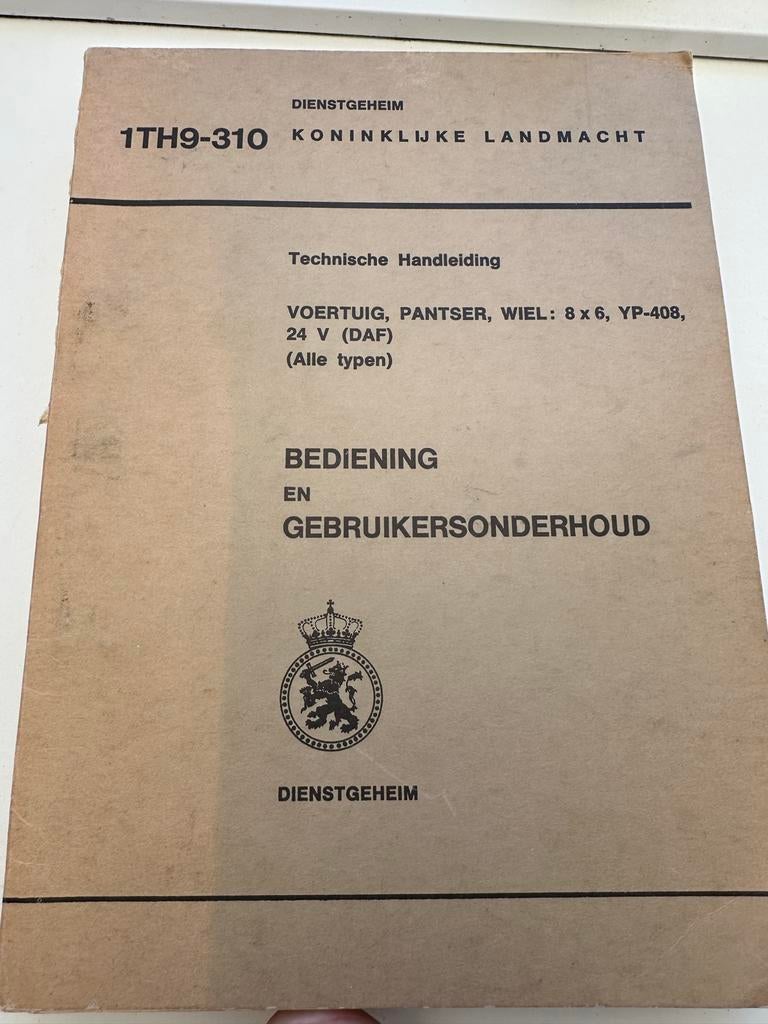 DIENSTGEHEIM
1TH9-310 KONINKLIJKE LANDMACHT
Technische Handleiding
VOERTUIG, PANTSER, WIEL: 8 x 6, YP-408,
24 V (DAF)
(Alle typen)
BEDIENING
EN
GEBRUIKERSONDERHOUD
DIENSTGEHEIM